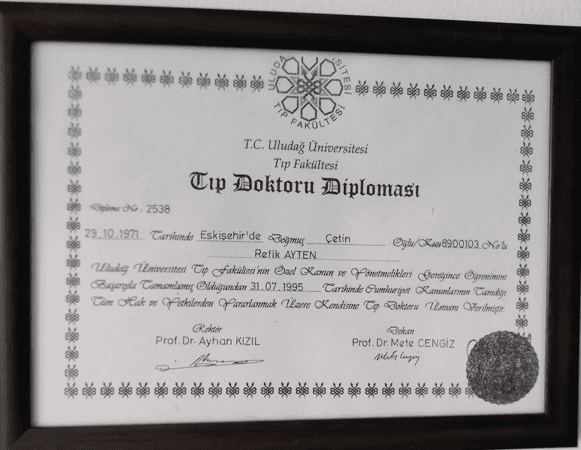 ULUDAĞ ÜNİVERSİTESİ
TIP FAKÜLTESİ
T.C. Uludağ Üniversitesi
Tıp Fakültesi
Tıp Doktoru Diploması
Diploma No : 2538
29.10.1971 Tarihinde Eskişehir'de Doğmuş Çetin Oğlu/Kızı 8900103 No'lu
Refik AYTEN
Uludağ Üniversitesi Tıp Fakültesi'nin Özel Kanun ve Yönetmelikleri Gereğince Öğrenimini
Başarıyla Tamamlamış Olduğundan 31.07.1995 Tarihinde Cumhuriyet Kanunlarının Tanıdığı
Tüm Hak ve Yetkilerden Yararlanmak Üzere Kendisine Tıp Doktoru Ünvanı Verilmiştir.
Rektör Dekan
Prof. Dr. Ayhan KIZIL Prof. Dr. Mete CENGİZ